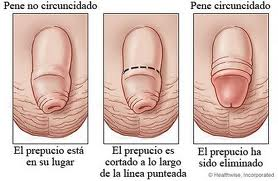 Pene no circuncidado
Pene circuncidado
El prepucio está
en su lugar
El prepucio es
cortado a lo largo
de la línea punteada
El prepucio ha
sido eliminado
© Healthwise, Incorporated